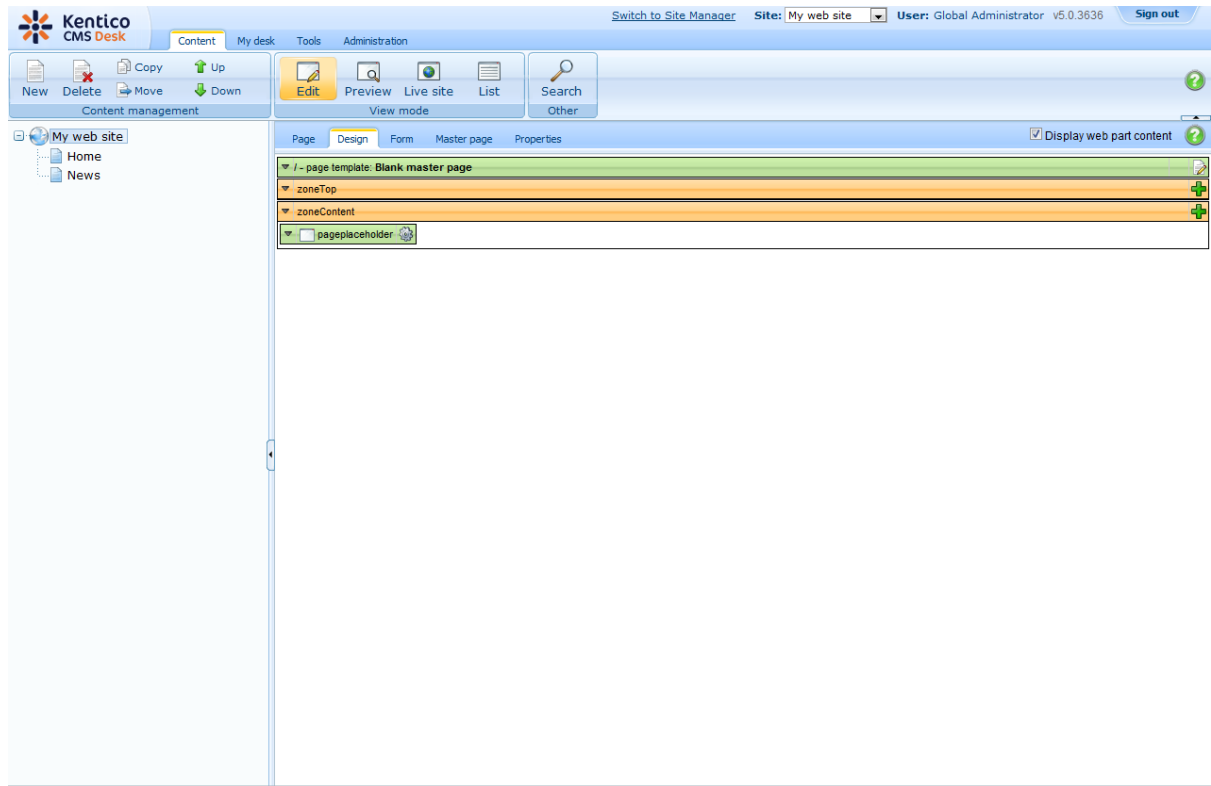 Kentico
CMS Desk
Switch to Site Manager Site: My web site User: Global Administrator v5.0.3636 Sign out
Content My desk Tools Administration
New Delete Copy Move Up Down
Content management
Edit Preview Live site List
View mode
Search
Other
My web site
Home
News
Page Design Form Master page Properties
Display web part content
/ - page template: Blank master page
zoneTop
zoneContent
pageplaceholder